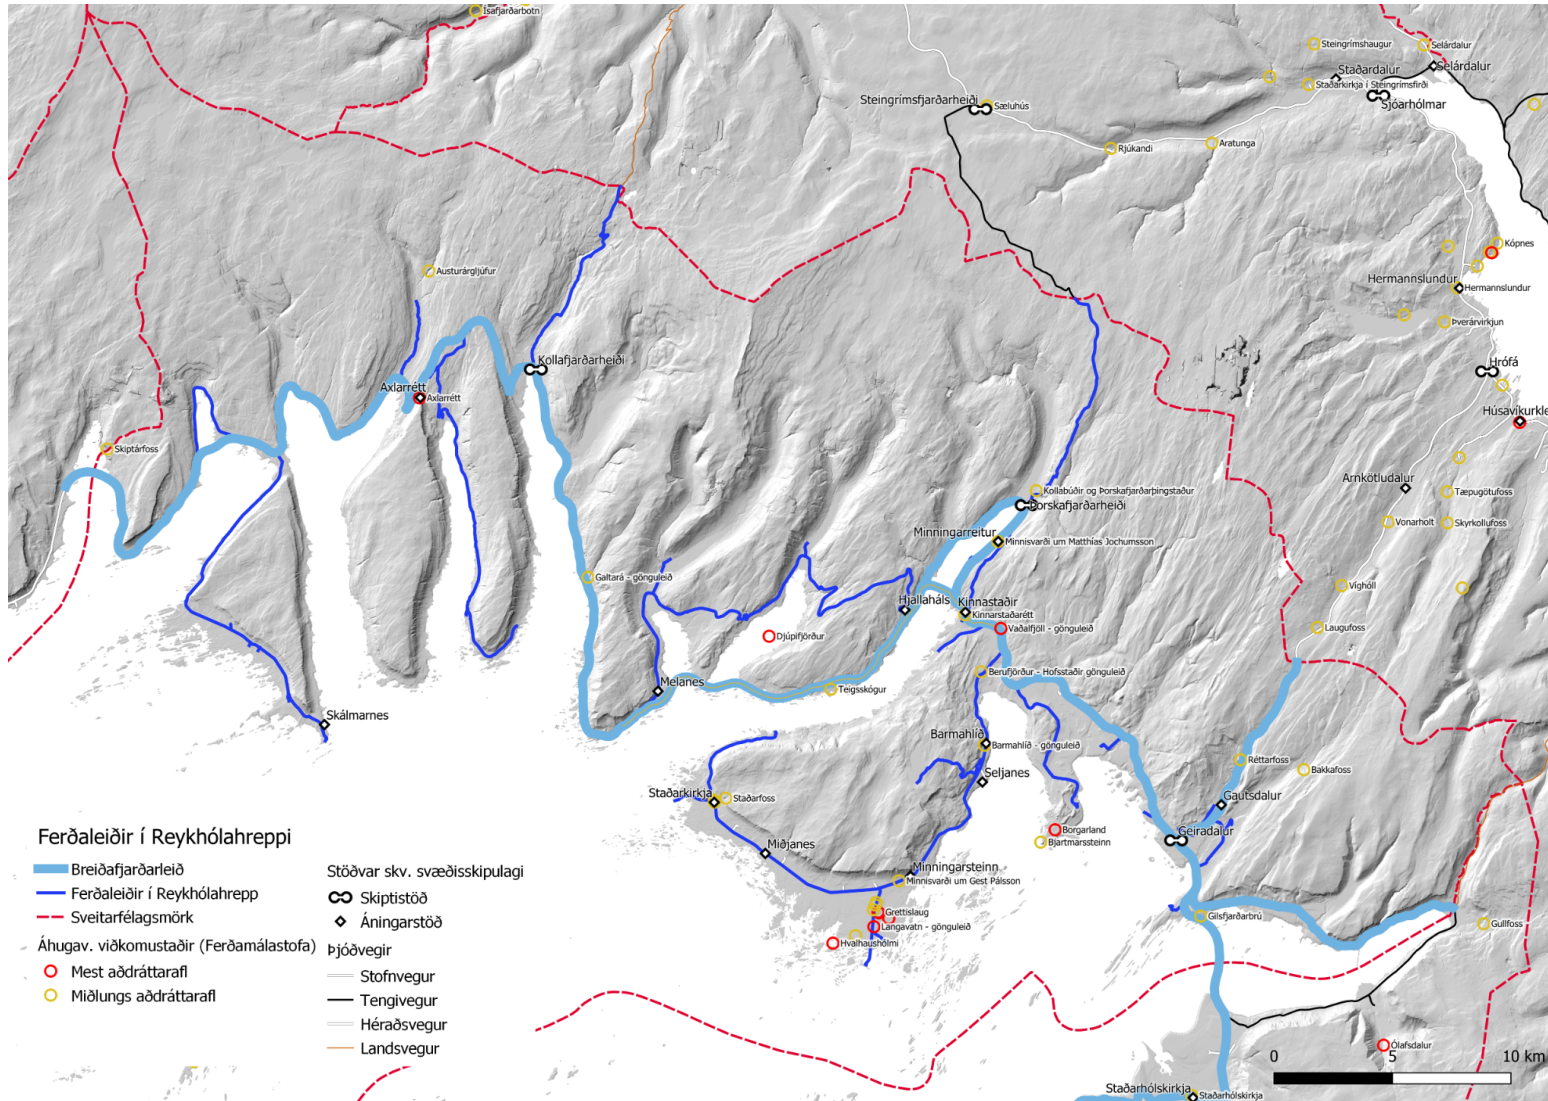 Ísafjarðarbotn
Steingrímshaugur
Selárdalur
Selárdalur
Staðardalur
Staðarkirkja í Steingrímsfirði
Sjóarhólmar
Steingrímsfjarðarheiði
Sæluhús
Rjúkandi
Aratunga
Kópnes
Austurárgljúfur
Hermannslundur
Hermannslundur
Þverárvirkjun
Kollafjarðarheiði
Hrófá
Axlarrétt
Axlarrétt
Húsavíkurkle
Skiptárfoss
Arnkötludalur
Kollabúðir og Þorskafjarðarþingstaður
Þorskafjarðarheiði
Tæpugötufoss
Vonarholt
Skyrkollufoss
Minningarreitur
Minnisvarði um Matthías Jochumsson
Galtará - gönguleið
Víghóll
Hjallaháls
Kinnastaðir
Kinnarstaðarétt
Laugufoss
Djúpifjörður
Vaðalfjöll - gönguleið
Berufjörður - Hofsstaðir gönguleið
Melanes
Teigsskógur
Skálmarnes
Barmahlíð
Barmahlíð - gönguleið
Réttarfoss
Bakkafoss
Seljanes
Staðarkirkja
Staðarfoss
Gautsdalur
Borgarland
Bjartmarssteinn
Geiradalur
Miðjanes
Minningarsteinn
Minnisvarði um Gest Pálsson
Grettislaug
Langavatn - gönguleið
Hvalhaushólmi
Gilsfjarðarbrú
Gullfoss
Ólafsdalur
Staðarhólskirkja
Staðarhólskirkja
0 5 10 km
Ferðaleiðir í Reykhólahreppi
Breiðafjarðarleið
Ferðaleiðir í Reykhólahrepp
Sveitarfélagsmörk
Áhugav. viðkomustaðir (Ferðamálastofa)
Mest aðdráttarafl
Miðlungs aðdráttarafl
Stöðvar skv. svæðisskipulagi
Skiptistöð
Áningarstöð
Þjóðvegir
Stofnvegur
Tengivegur
Héraðsvegur
Landsvegur